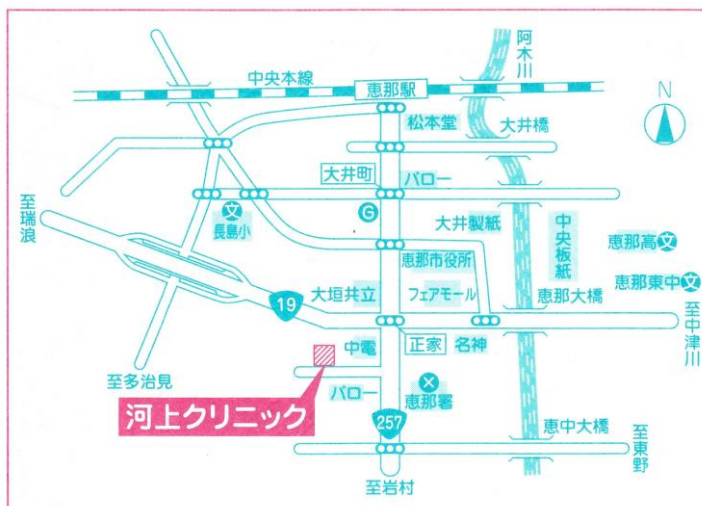 阿木川
中央本線
恵那駅
N
松本堂
大井橋
大井町
バロー
至瑞浪
文
長島小
G
大井製紙
中央板紙
恵那高
文
恵那市役所
恵那東中
文
大垣共立
フェアモール
恵那大橋
19
至中津川
中電
正家
名神
至多治見
バロー
恵那署
河上クリニック
257
恵中大橋
至東野
至岩村